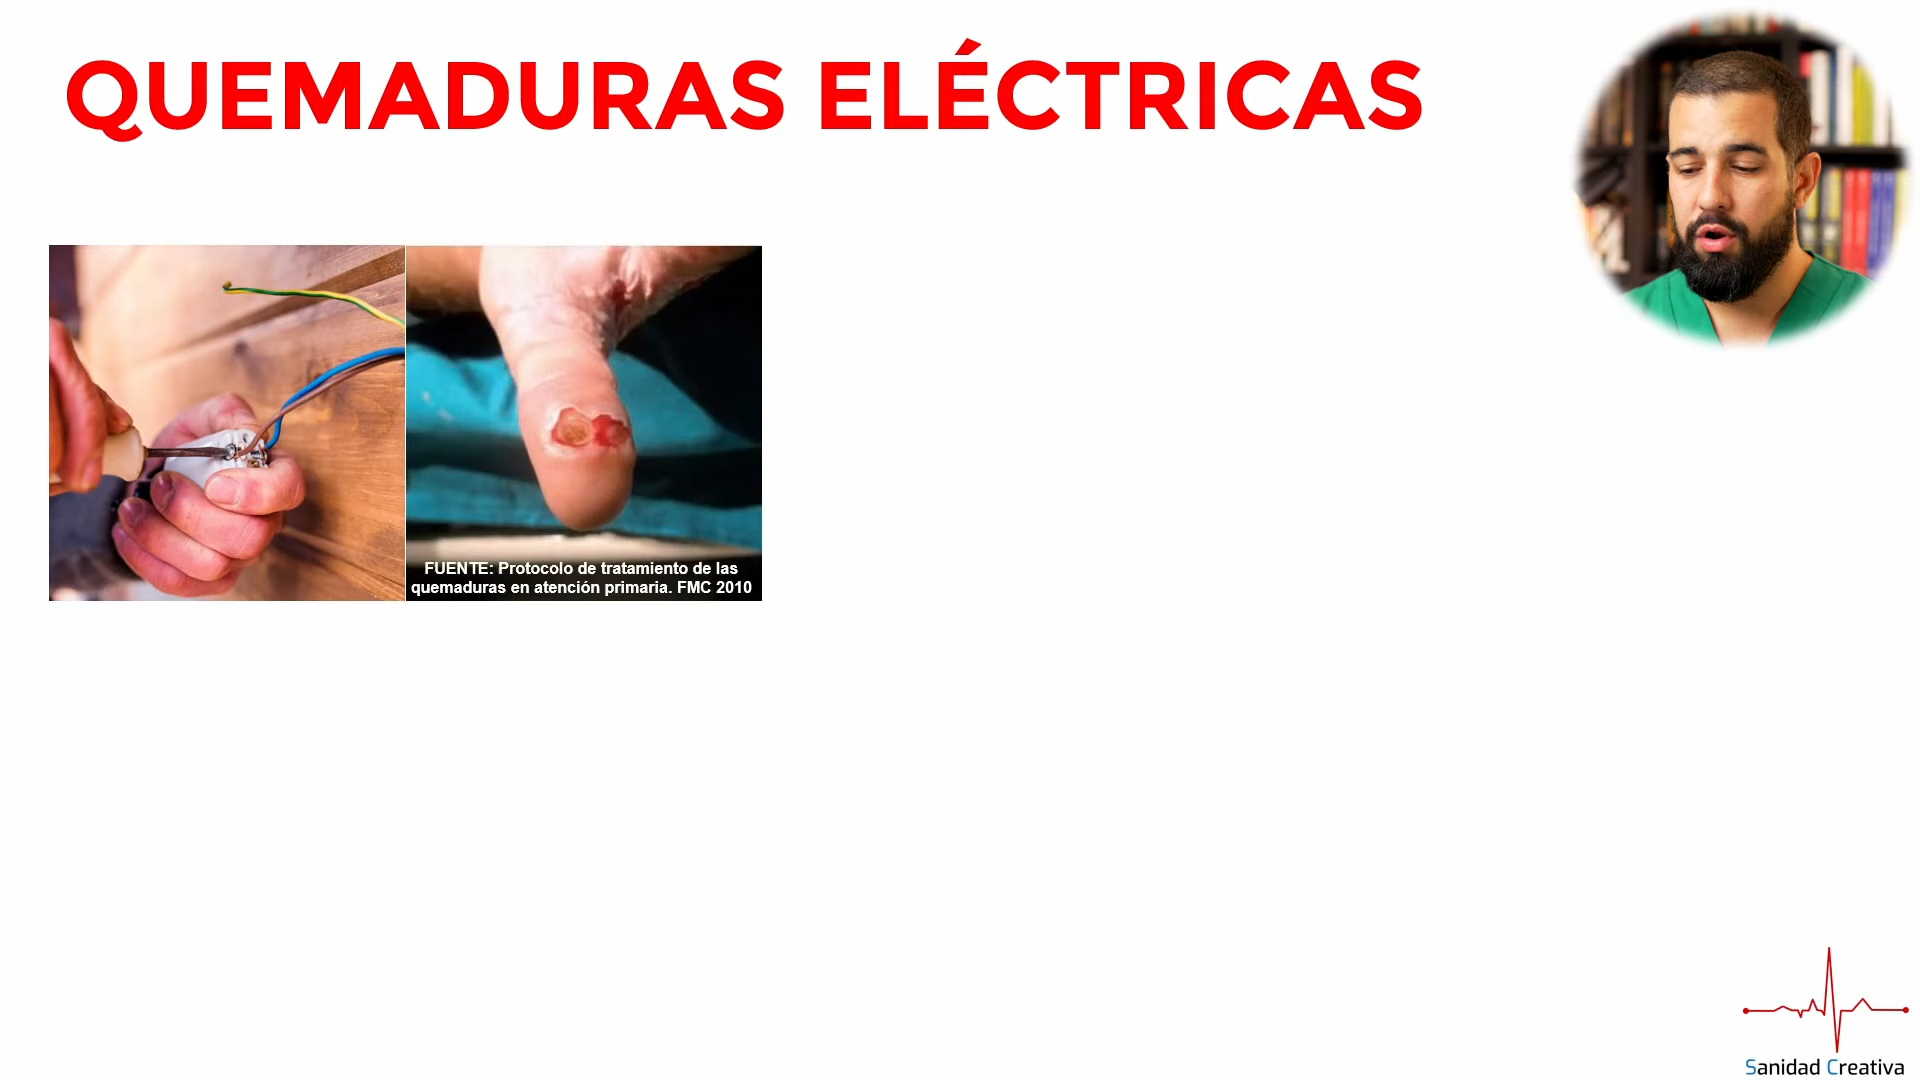 QUEMADURAS ELÉCTRICAS
FUENTE: Protocolo de tratamiento de las
quemaduras en atención primaria. FMC 2010
Sanidad Creativa